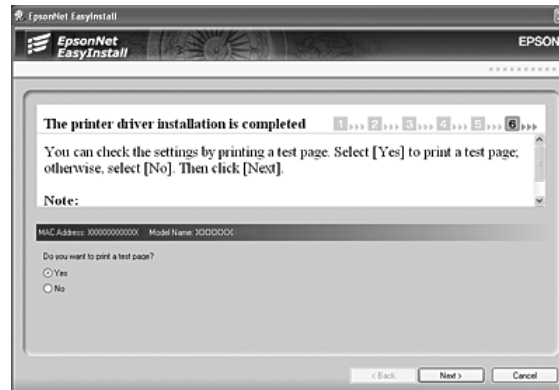 EpsonNet EasyInstall
EpsonNet
EasyInstall
EPSON
The printer driver installation is completed
1 2 3 4 5 6
You can check the settings by printing a test page. Select [Yes] to print a test page;
otherwise, select [No]. Then click [Next].
Note:
MAC Address: XXXXXXXXXXXX Model Name: XXXXXXX
Do you want to print a test page?
Yes
No
< Back Next > Cancel